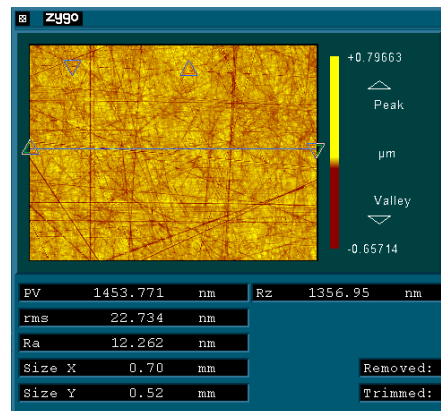 zygo
+0.79663
Peak
µm
Valley
-0.65714
PV 1453.771 nm
Rz 1356.95 nm
rms 22.734 nm
Ra 12.262 nm
Size X 0.70 mm
Removed:
Size Y 0.52 mm
Trimmed: